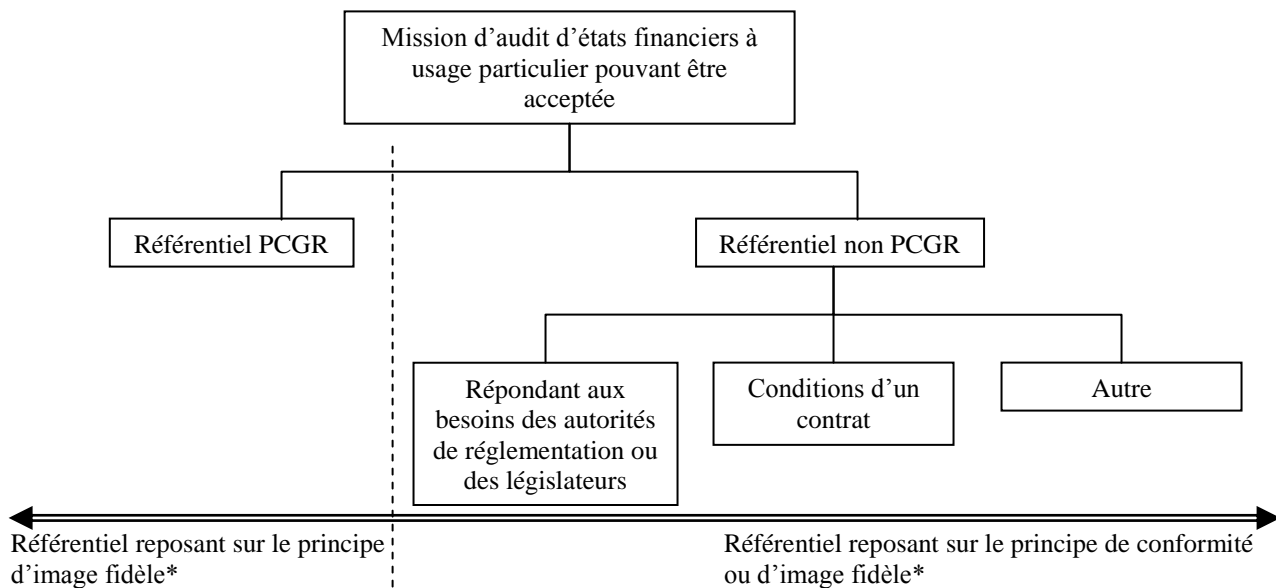 Mission d’audit d’états financiers à
usage particulier pouvant être
acceptée
Référentiel PCGR
Référentiel non PCGR
Répondant aux
besoins des autorités
de réglementation ou
des législateurs
Conditions d’un
contrat
Autre
Référentiel reposant sur le principe
d’image fidèle*
Référentiel reposant sur le principe de conformité
ou d’image fidèle*